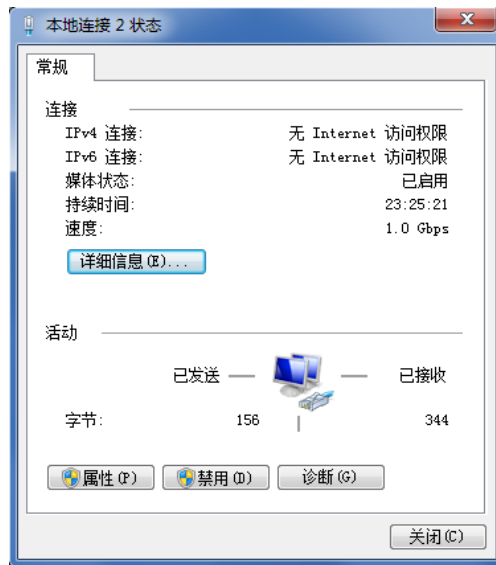 本地连接 2 状态
常规
连接
IPv4 连接: 无 Internet 访问权限
IPv6 连接: 无 Internet 访问权限
媒体状态: 已启用
持续时间: 23:25:21
速度: 1.0 Gbps
详细信息(E)...
活动
已发送 — — 已接收
字节: 156 344
属性(P) 禁用(D) 诊断(G)
关闭(C)